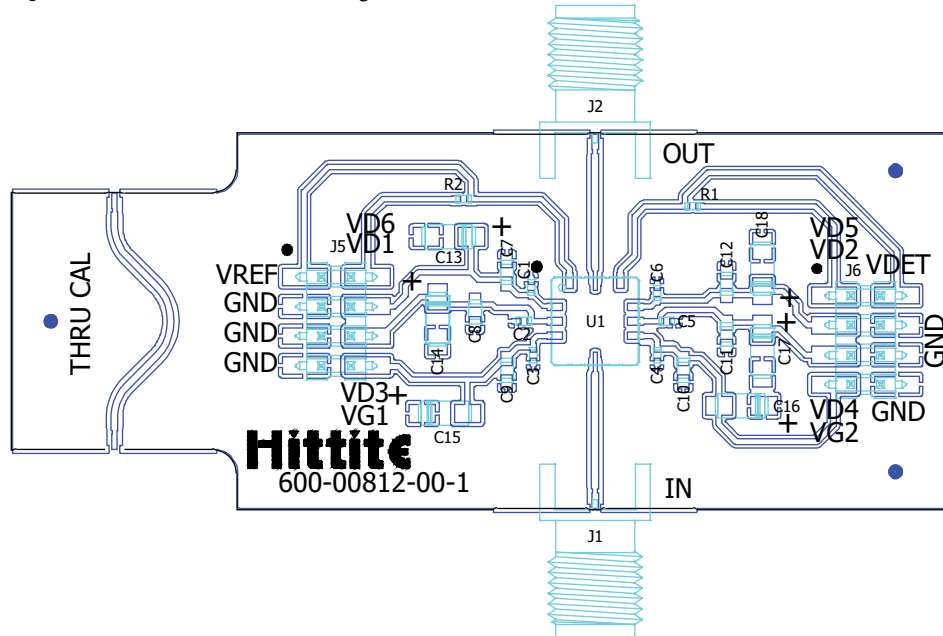 J2
OUT
R2
R1
VD6
VD1
J5
C13
C7
C1
C6
C12
C18
VD5
VD2
J6
VDET
VREF
GND
GND
GND
THRU CAL
C14
C8
C2
C3
C9
U1
C5
C4
C10
C11
C17
GND
VD3
VG1
C15
C16
VD4
VG2
GND
Hittite
600-00812-00-1
IN
J1